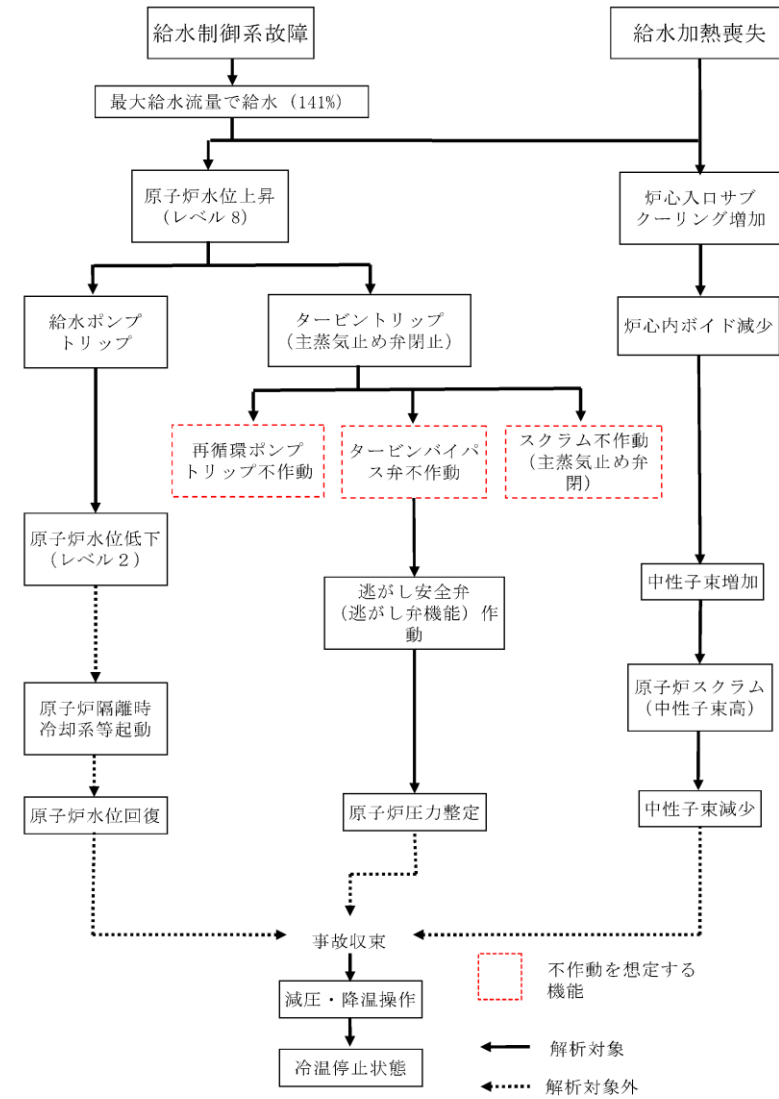 給水制御系故障
給水加熱喪失
最大給水流量で給水（141%）
原子炉水位上昇
（レベル 8）
炉心入口サブ
クーリング増加
給水ポンプ
トリップ
タービントリップ
（主蒸気止め弁閉止）
炉心内ボイド減少
再循環ポンプ
トリップ不作動
タービンバイパ
ス弁不作動
スクラム不作動
（主蒸気止め弁
閉）
原子炉水位低下
（レベル２）
逃がし安全弁
（逃がし弁機能）作
動
中性子束増加
原子炉隔離時
冷却系等起動
原子炉スクラム
（中性子束高）
原子炉水位回復
原子炉圧力整定
中性子束減少
事故収束
減圧・降温操作
冷温停止状態
不作動を想定する
機能
解析対象
解析対象外